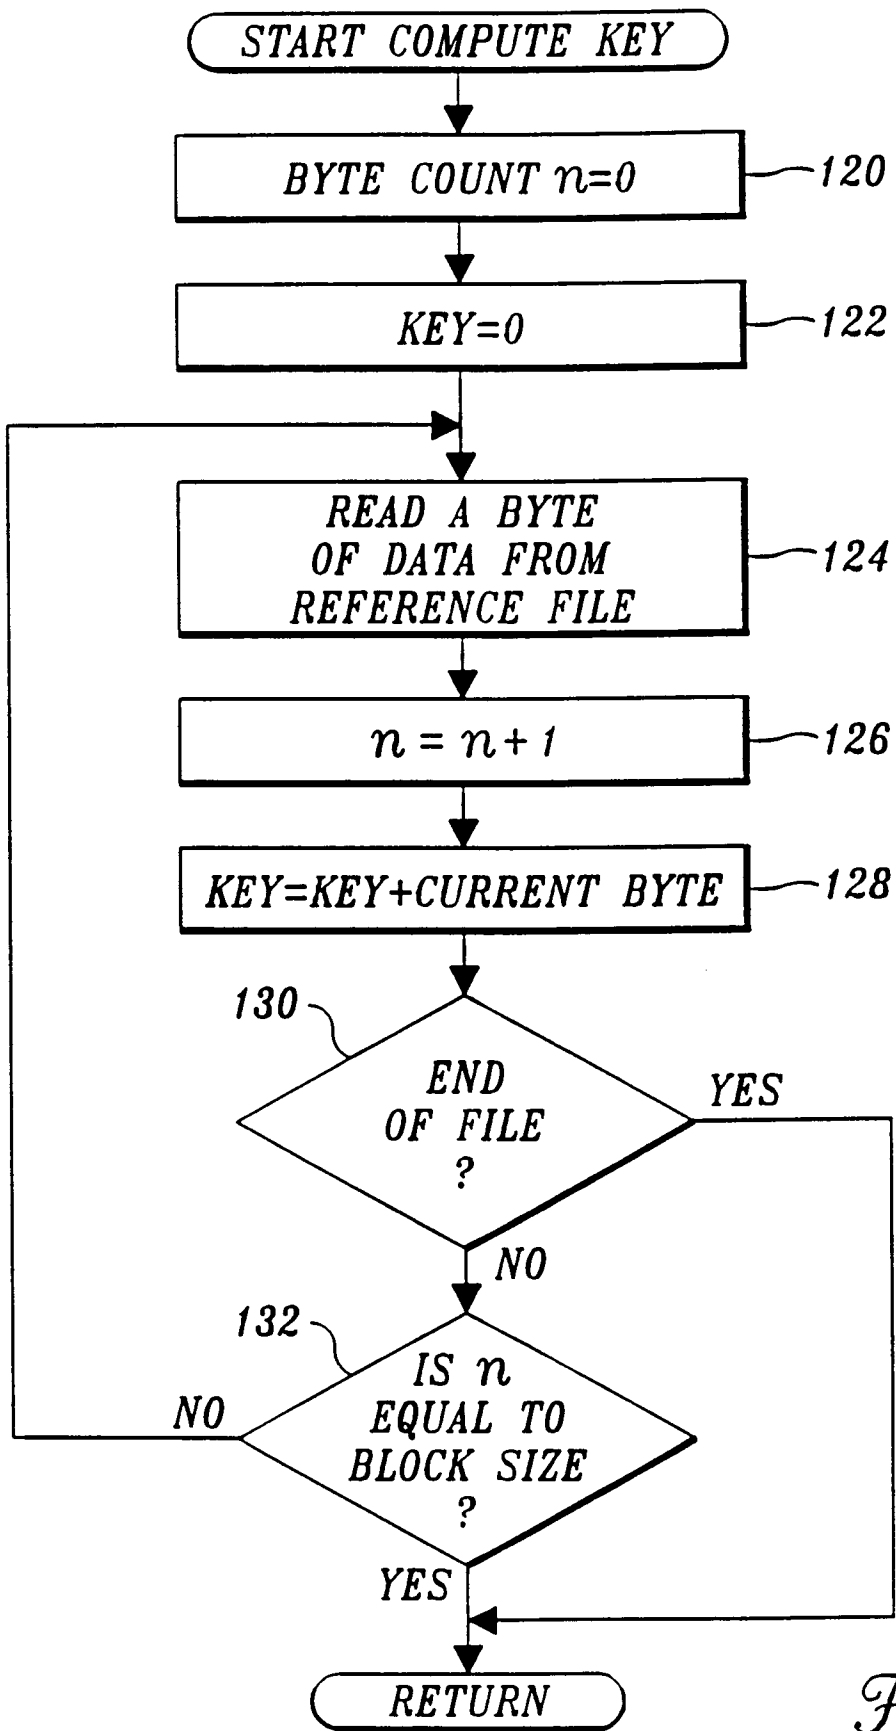 START COMPUTE KEY
BYTE COUNT n=0
120
KEY=0
122
READ A BYTE
OF DATA FROM
REFERENCE FILE
124
n = n + 1
126
KEY=KEY+CURRENT BYTE
128
130
END
OF FILE
?
YES
NO
132
IS n
EQUAL TO
BLOCK SIZE
?
NO
YES
RETURN